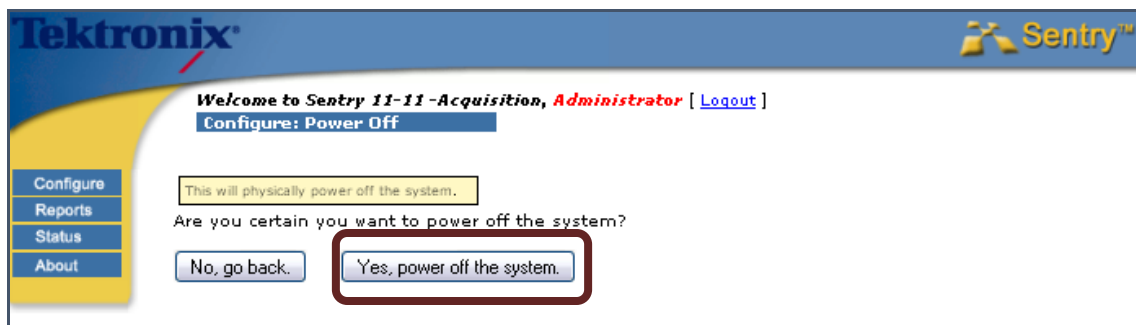 Tektronix®
Sentry™
Welcome to Sentry 11-11 -Acquisition, Administrator [ Logout ]
Configure: Power Off
Configure
Reports
Status
About
This will physically power off the system.
Are you certain you want to power off the system?
No, go back.
Yes, power off the system.